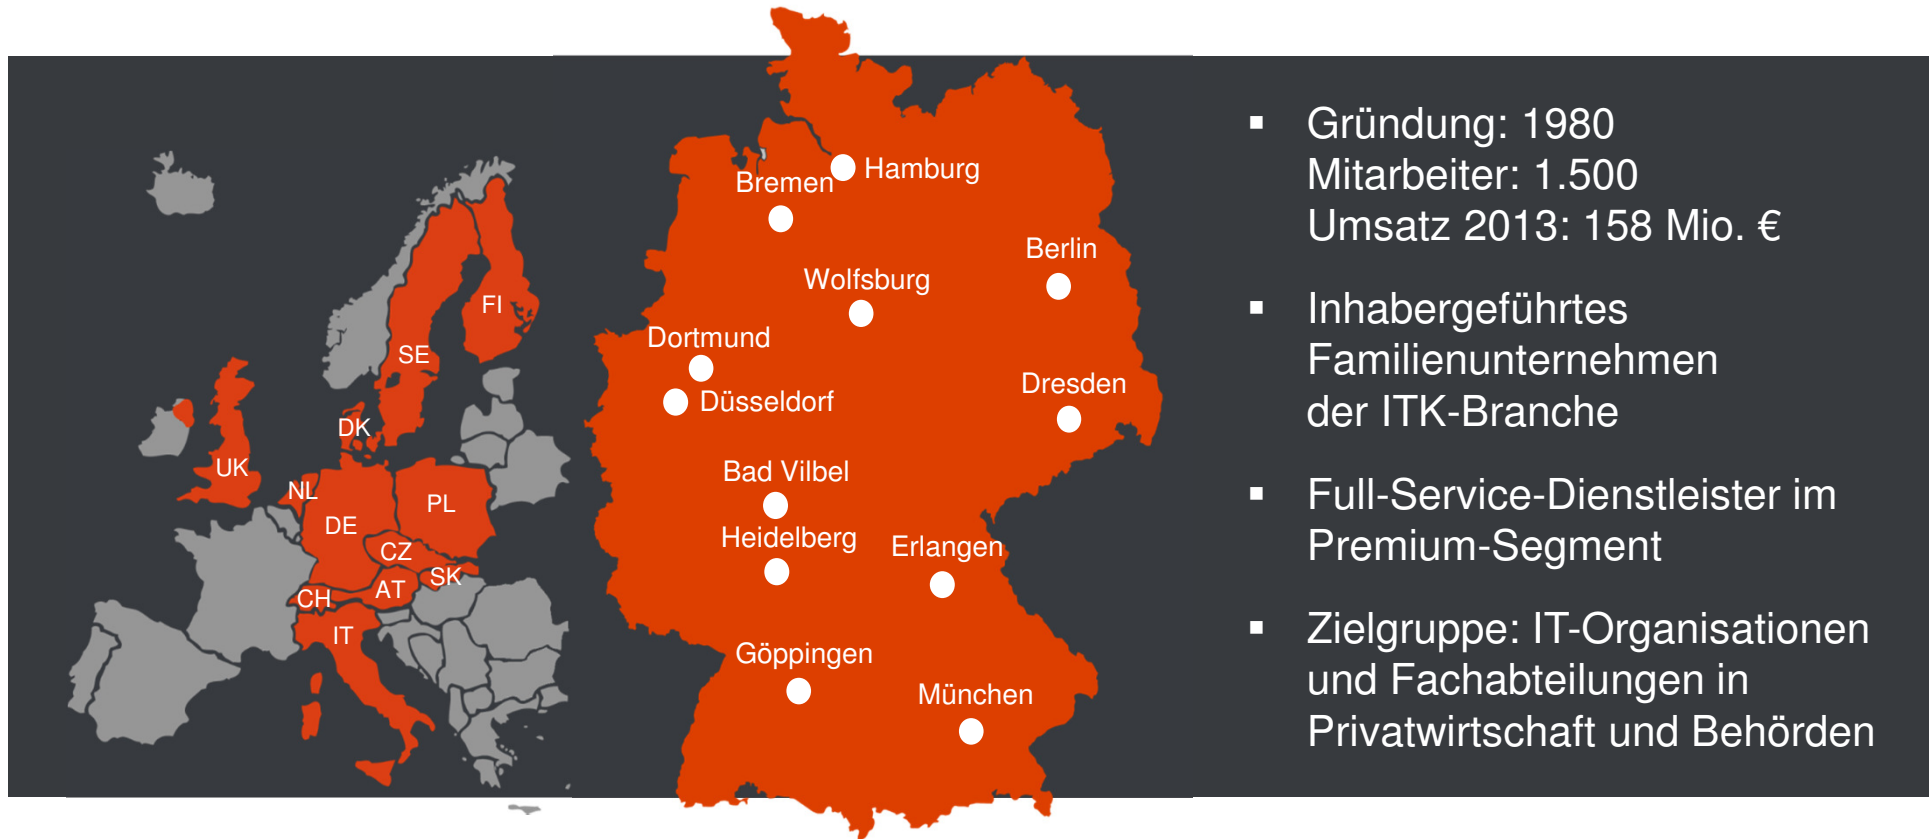 FI
SE
DK
UK
NL
DE
PL
CZ
SK
AT
CH
IT
Hamburg
Bremen
Berlin
Wolfsburg
Dortmund
Düsseldorf
Dresden
Bad Vilbel
Heidelberg
Erlangen
Göppingen
München
▪ Gründung: 1980
Mitarbeiter: 1.500
Umsatz 2013: 158 Mio. €
▪ Inhabergeführtes
Familienunternehmen
der ITK-Branche
▪ Full-Service-Dienstleister im
Premium-Segment
▪ Zielgruppe: IT-Organisationen
und Fachabteilungen in
Privatwirtschaft und Behörden